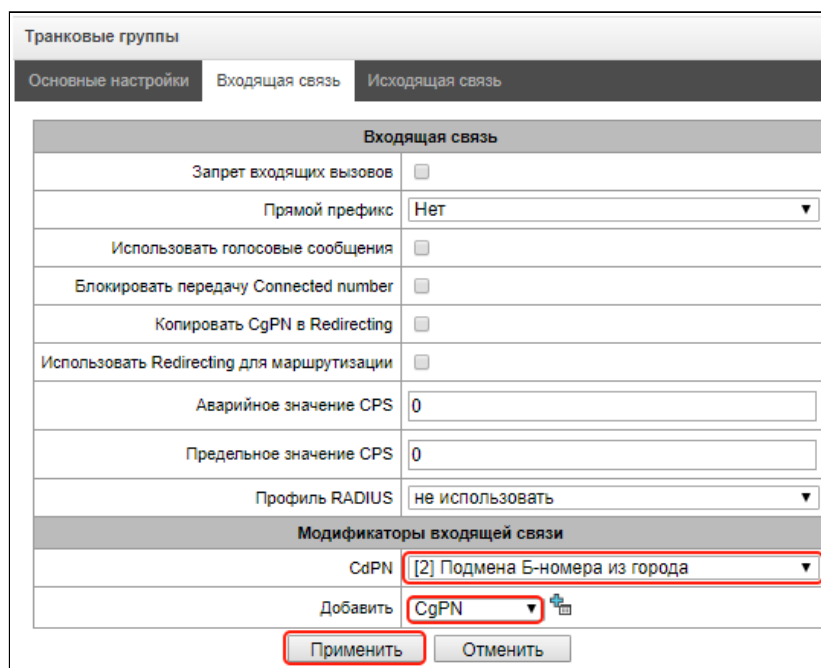 Транковые группы
Основные настройки Входящая связь Исходящая связь
Входящая связь
Запрет входящих вызовов
Прямой префикс Нет
Использовать голосовые сообщения
Блокировать передачу Connected number
Копировать CgPN в Redirecting
Использовать Redirecting для маршрутизации
Аварийное значение CPS 0
Предельное значение CPS 0
Профиль RADIUS не использовать
Модификаторы входящей связи
CdPN [2] Подмена Б-номера из города
Добавить CgPN
Применить Отменить